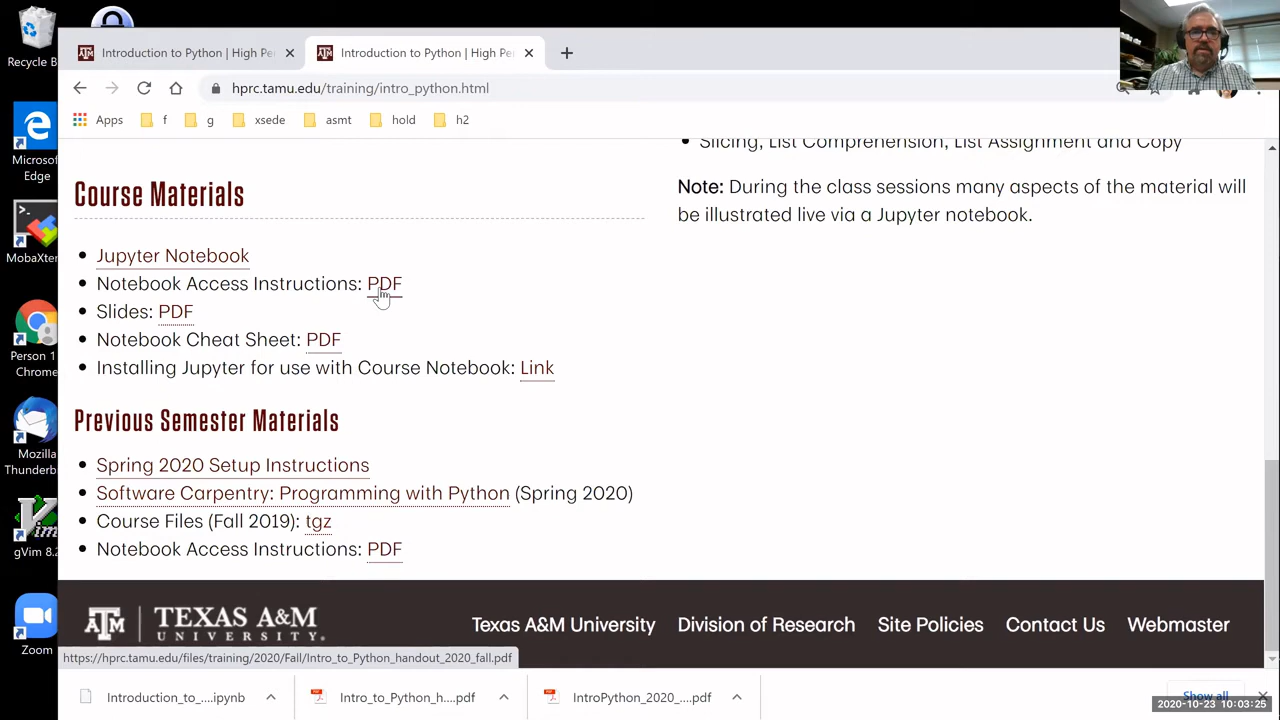 Recycle B
Microsof
Edge
MobaXter
Person 1
Chrome
Mozilla
Thunderb
gVim 8.2
Zoom
Introduction to Python | High Pe
Introduction to Python | High Pe
hprc.tamu.edu/training/intro_python.html
Apps
f
g
xsede
asmt
hold
h2
Slicing, List Comprehension, List Assignment and Copy
Note: During the class sessions many aspects of the material will
be illustrated live via a Jupyter notebook.
Course Materials
• Jupyter Notebook
• Notebook Access Instructions: PDF
• Slides: PDF
• Notebook Cheat Sheet: PDF
• Installing Jupyter for use with Course Notebook: Link
Previous Semester Materials
• Spring 2020 Setup Instructions
• Software Carpentry: Programming with Python (Spring 2020)
• Course Files (Fall 2019): tgz
• Notebook Access Instructions: PDF
ATM TEXAS A&M
UNIVERSITY.
Texas A&M University Division of Research Site Policies Contact Us Webmaster
https://hprc.tamu.edu/files/training/2020/Fall/Intro_to_Python_handout_2020_fall.pdf
Introduction_to_....ipynb
Intro_to_Python_h....pdf
IntroPython_2020_....pdf
Show all
2020-10-23 10:03:25